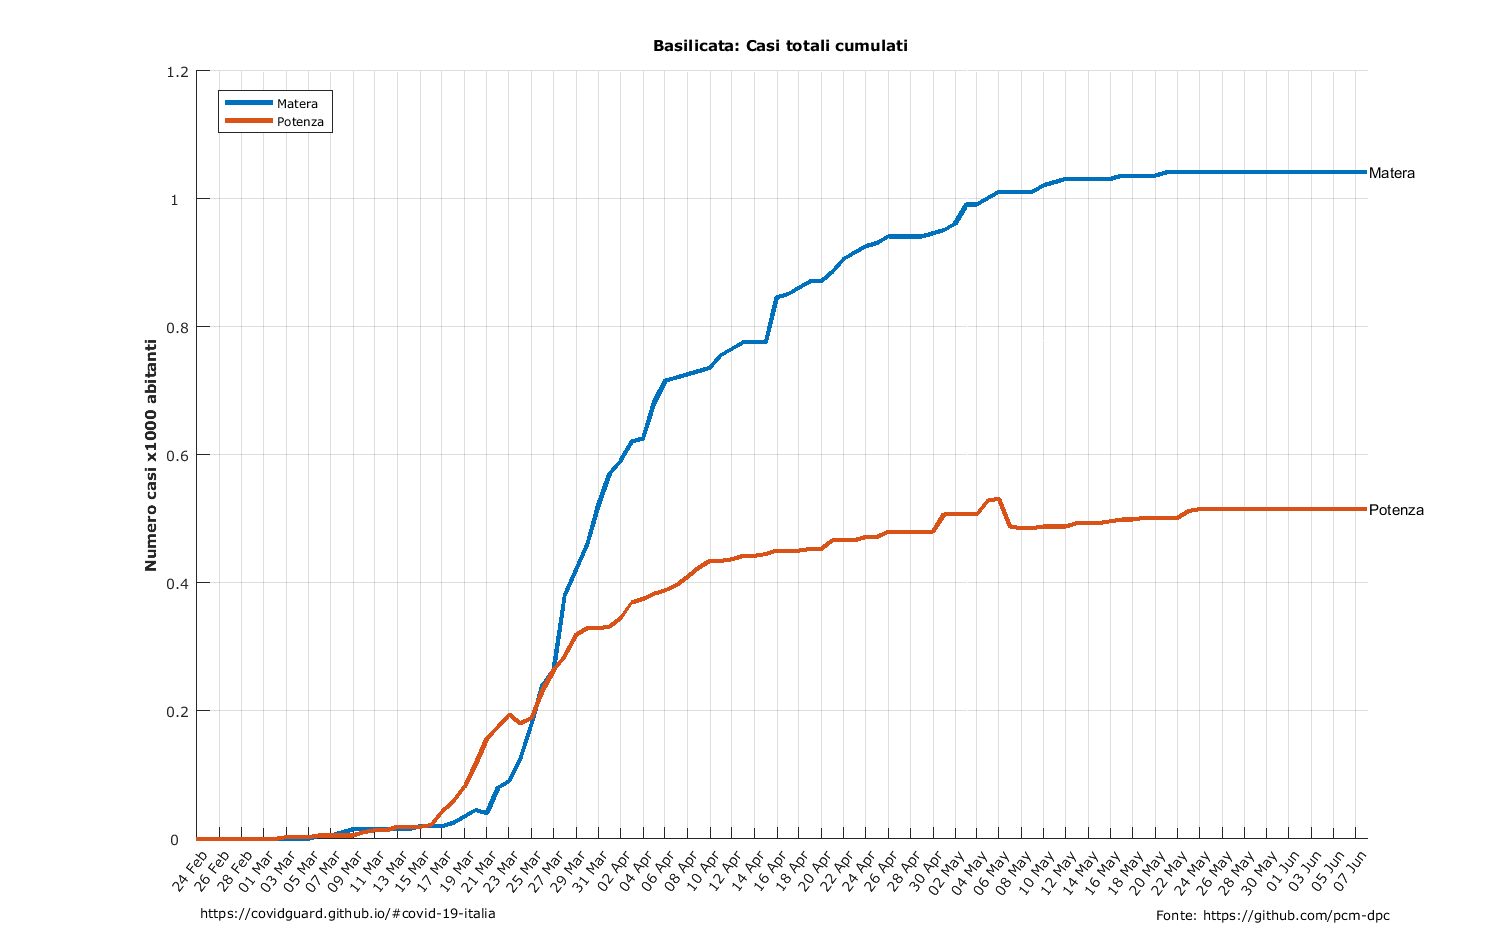 Basilicata: Casi totali cumulati
Matera
Potenza
Numero casi x1000 abitanti
1.2
1
0.8
0.6
0.4
0.2
0
Matera
Potenza
24 Feb
26 Feb
28 Feb
01 Mar
03 Mar
05 Mar
07 Mar
09 Mar
11 Mar
13 Mar
15 Mar
17 Mar
19 Mar
21 Mar
23 Mar
25 Mar
27 Mar
29 Mar
31 Mar
02 Apr
04 Apr
06 Apr
08 Apr
10 Apr
12 Apr
14 Apr
16 Apr
18 Apr
20 Apr
22 Apr
24 Apr
26 Apr
28 Apr
30 Apr
02 May
04 May
06 May
08 May
10 May
12 May
14 May
16 May
18 May
20 May
22 May
24 May
26 May
28 May
30 May
01 Jun
03 Jun
05 Jun
07 Jun
https://covidguard.github.io/#covid-19-italia
Fonte: https://github.com/pcm-dpc